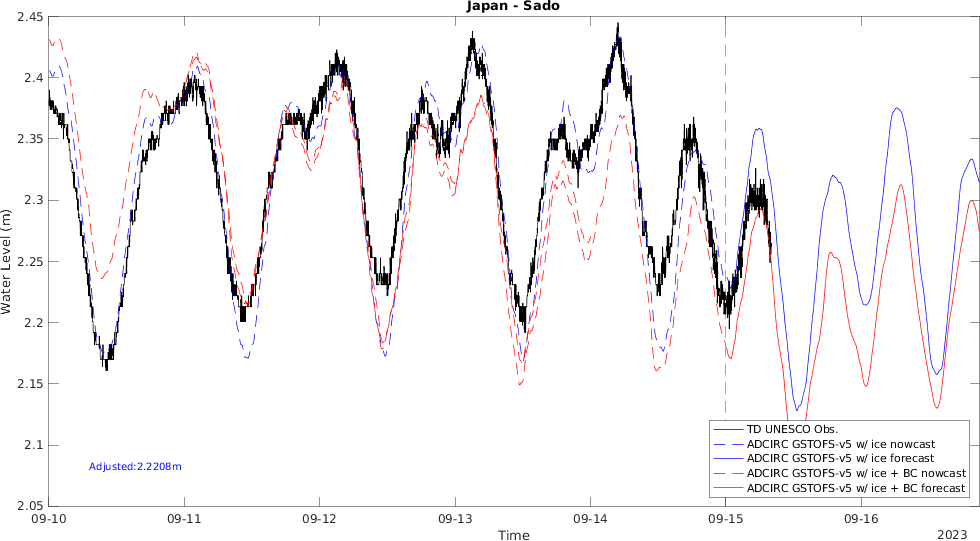 Japan - Sado
2.45
2.4
2.35
2.3
2.25
2.2
2.15
2.1
2.05
Water Level (m)
Adjusted:2.2208m
TD UNESCO Obs.
ADCIRC GSTOFS-v5 w/ ice nowcast
ADCIRC GSTOFS-v5 w/ ice forecast
ADCIRC GSTOFS-v5 w/ ice + BC nowcast
ADCIRC GSTOFS-v5 w/ ice + BC forecast
09-10 09-11 09-12 09-13 09-14 09-15 09-16
Time
2023